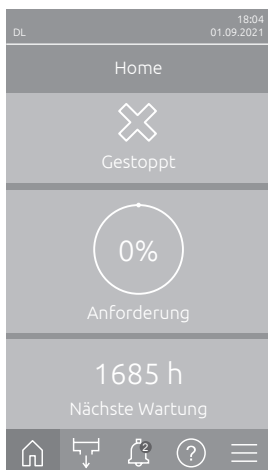 18:04
DL 01.09.2021
Home
Gestoppt
0%
Anforderung
1685 h
Nächste Wartung
2
?